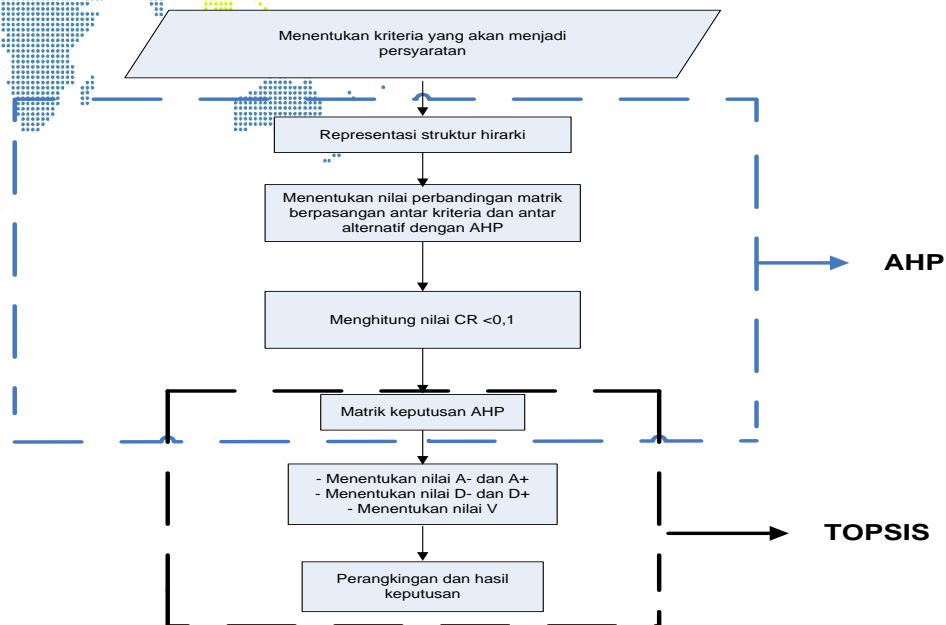 Menentukan kriteria yang akan menjadi
persyaratan
Representasi struktur hirarki
Menentukan nilai perbandingan matrik
berpasangan antar kriteria dan antar
alternatif dengan AHP
AHP
Menghitung nilai CR <0,1
Matrik keputusan AHP
- Menentukan nilai A- dan A+
- Menentukan nilai D- dan D+
- Menentukan nilai V
TOPSIS
Perangkingan dan hasil
keputusan